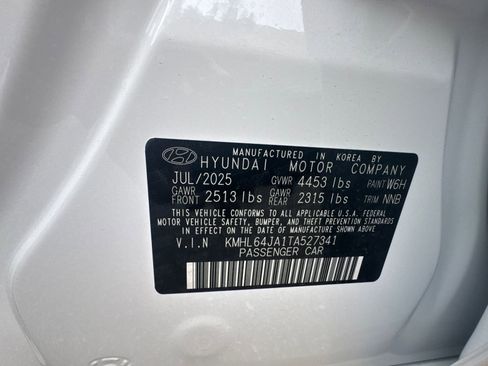 MANUFACTURED IN KOREA BY
HYUNDAI MOTOR COMPANY
JUL/2025 GVWR 4453 lbs PAINT W6H
GAWR FRONT 2513 lbs GAWR REAR 2315 lbs TRIM NNB
THIS VEHICLE CONFORMS TO ALL APPLICABLE U.S.A. FEDERAL
MOTOR VEHICLE SAFETY, BUMPER, AND THEFT PREVENTION STANDARDS
IN EFFECT ON THE DATE OF MANUFACTURE SHOWN ABOVE.
V.I.N KMHL64JA1TA527341
PASSENGER CAR